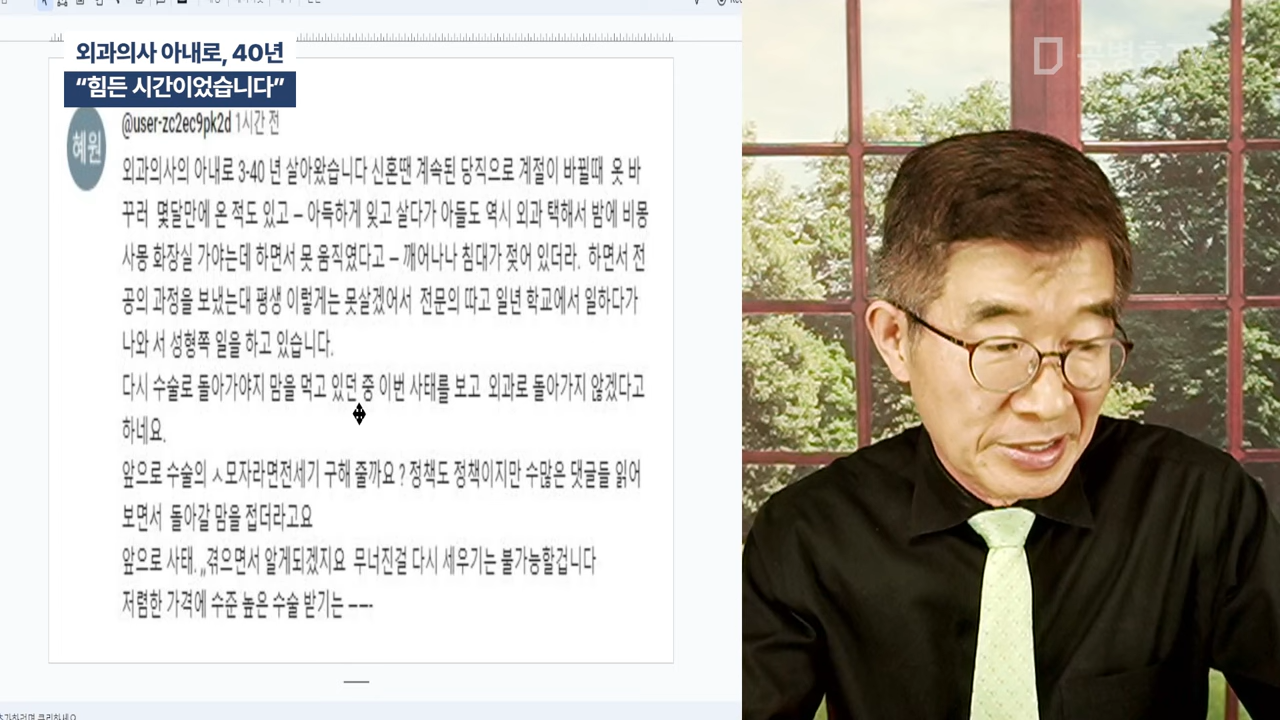 외과의사 아내로, 40년
“힘든 시간이었습니다”
혜원
@user-zc2ec9pk2d 1시간 전
외과의사의 아내로 3-40 년 살아왔습니다 신혼땐 계속된 당직으로 계절이 바뀔때 옷 바
꾸러 몇달만에 온 적도 있고 – 아득하게 잊고 살다가 아들도 역시 외과 택해서 밤에 비몽
사몽 화장실 가야는데 하면서 못 움직였다고 – 깨어나나 침대가 젖어 있더라. 하면서 전
공의 과정을 보냈는대 평생 이렇게는 못살겠어서 전문의 따고 일년 학교에서 일하다가
나와 서 성형쪽 일을 하고 있습니다.
다시 수술로 돌아가야지 맘을 먹고 있던 중 이번 사태를 보고 외과로 돌아가지 않겠다고
하네요.
앞으로 수술의 ㅅ모자라면전세기 구해 줄까요 ? 정책도 정책이지만 수많은 댓글들 읽어
보면서 돌아갈 맘을 접더라고요
앞으로 사태. ,,겪으면서 알게되겠지요 무너진걸 다시 세우기는 불가능할겁니다
저렴한 가격에 수준 높은 수술 받기는 ---